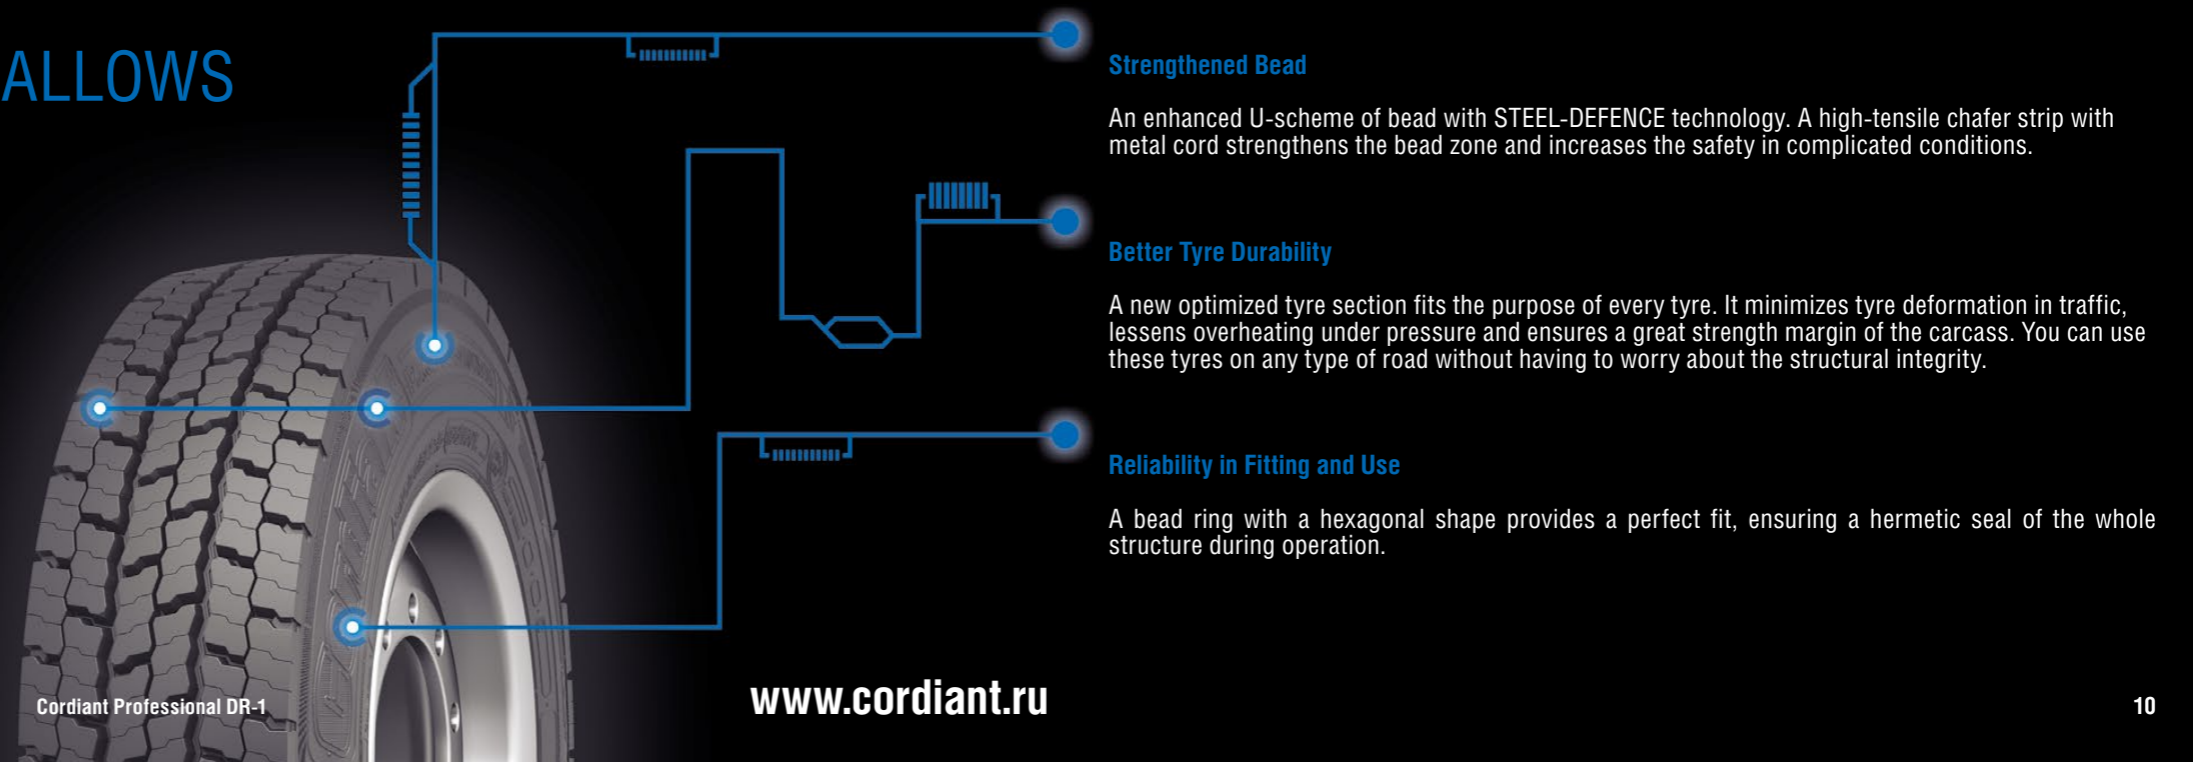 ALLOWS
Strengthened Bead
An enhanced U-scheme of bead with STEEL-DEFENCE technology. A high-tensile chafer strip with
metal cord strengthens the bead zone and increases the safety in complicated conditions.
Better Tyre Durability
A new optimized tyre section fits the purpose of every tyre. It minimizes tyre deformation in traffic,
lessens overheating under pressure and ensures a great strength margin of the carcass. You can use
these tyres on any type of road without having to worry about the structural integrity.
Reliability in Fitting and Use
A bead ring with a hexagonal shape provides a perfect fit, ensuring a hermetic seal of the whole
structure during operation.
Cordiant Professional DR-1
www.cordiant.ru
10